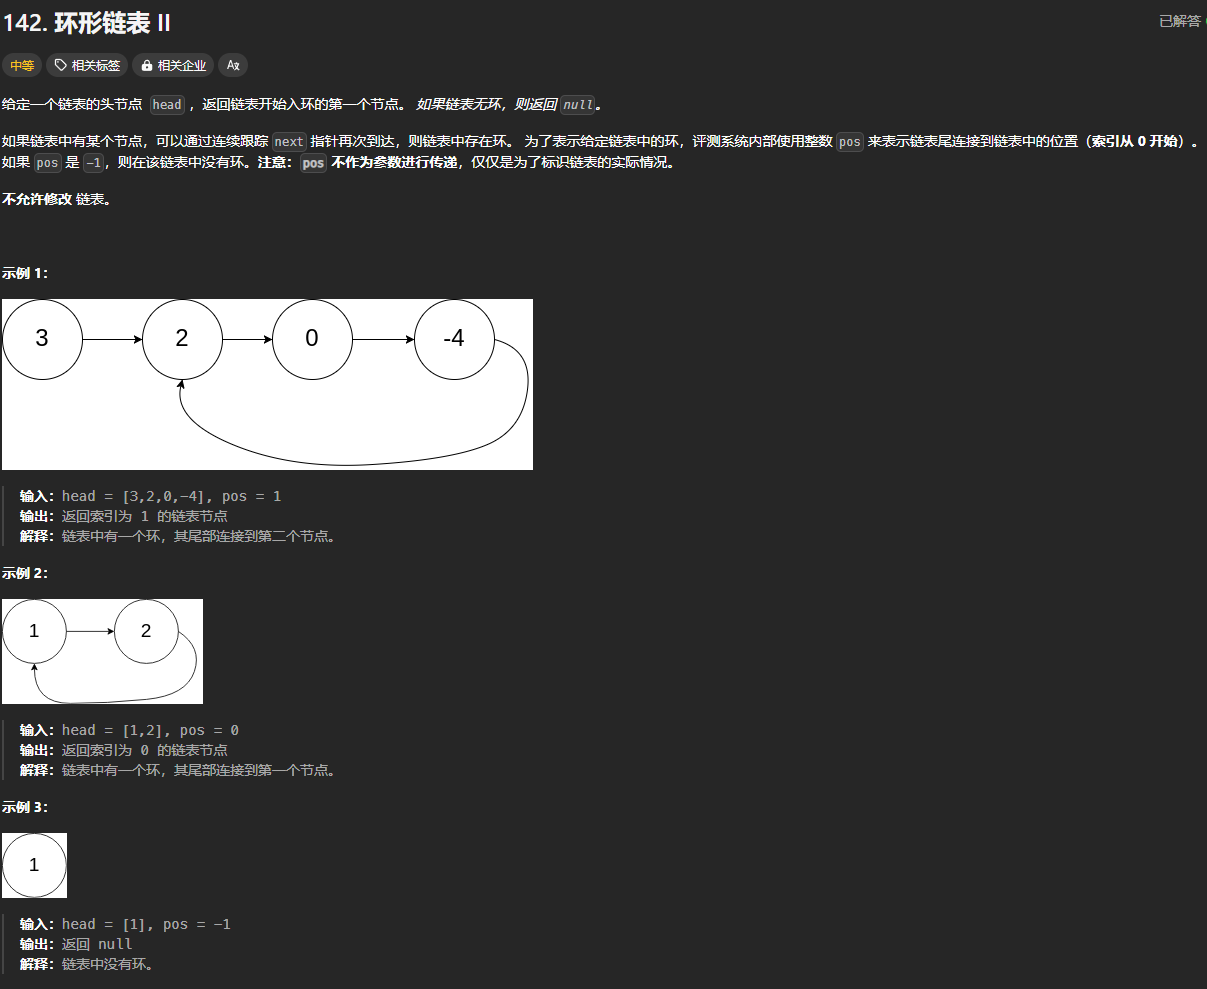 142. 环形链表 II
已解答
中等 相关标签 相关企业 Aあ
给定一个链表的头节点 head ，返回链表开始入环的第一个节点。 如果链表无环，则返回 null。
如果链表中有某个节点，可以通过连续跟踪 next 指针再次到达，则链表中存在环。 为了表示给定链表中的环，评测系统内部使用整数 pos 来表示链表尾连接到链表中的位置（索引从 0 开始）。
如果 pos 是 -1，则在该链表中没有环。注意：pos 不作为参数进行传递，仅仅是为了标识链表的实际情况。
不允许修改 链表。
示例 1：
3 2 0 -4
输入：head = [3,2,0,-4], pos = 1
输出：返回索引为 1 的链表节点
解释：链表中有一个环，其尾部连接到第二个节点。
示例 2：
1 2
输入：head = [1,2], pos = 0
输出：返回索引为 0 的链表节点
解释：链表中有一个环，其尾部连接到第一个节点。
示例 3：
1
输入：head = [1], pos = -1
输出：返回 null
解释：链表中没有环。